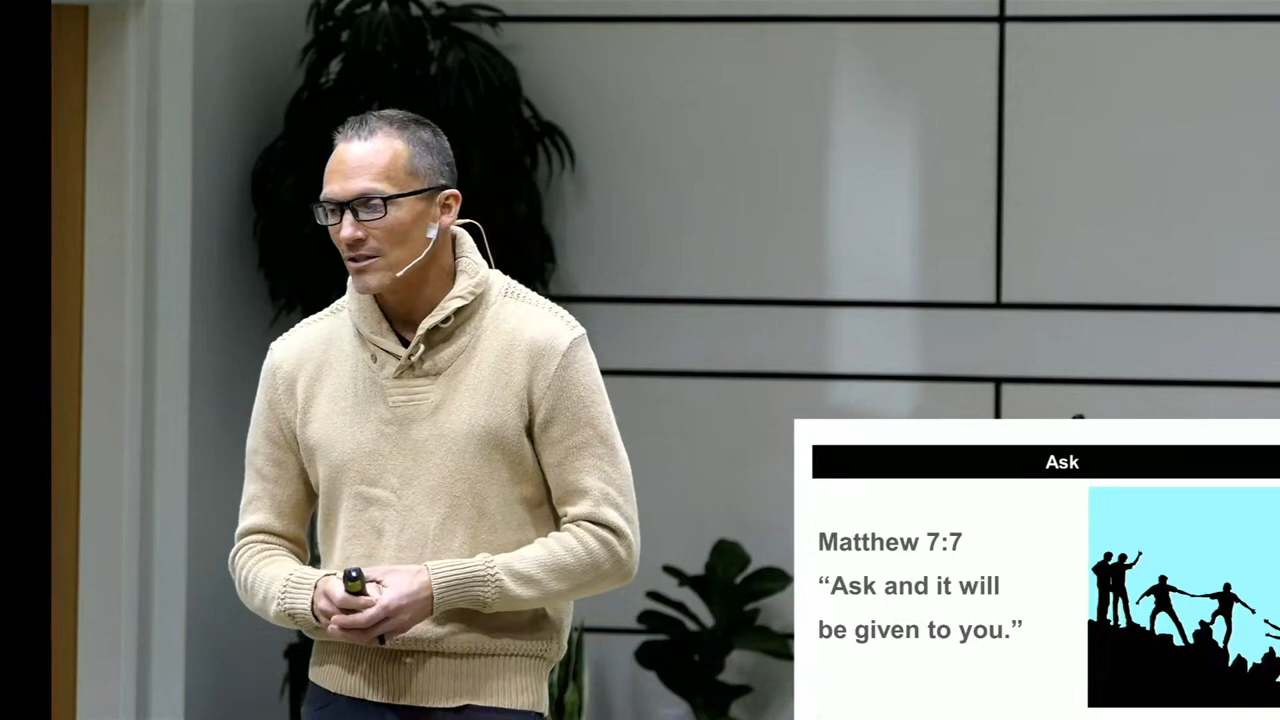 Ask
Matthew 7:7
“Ask and it will
be given to you.”